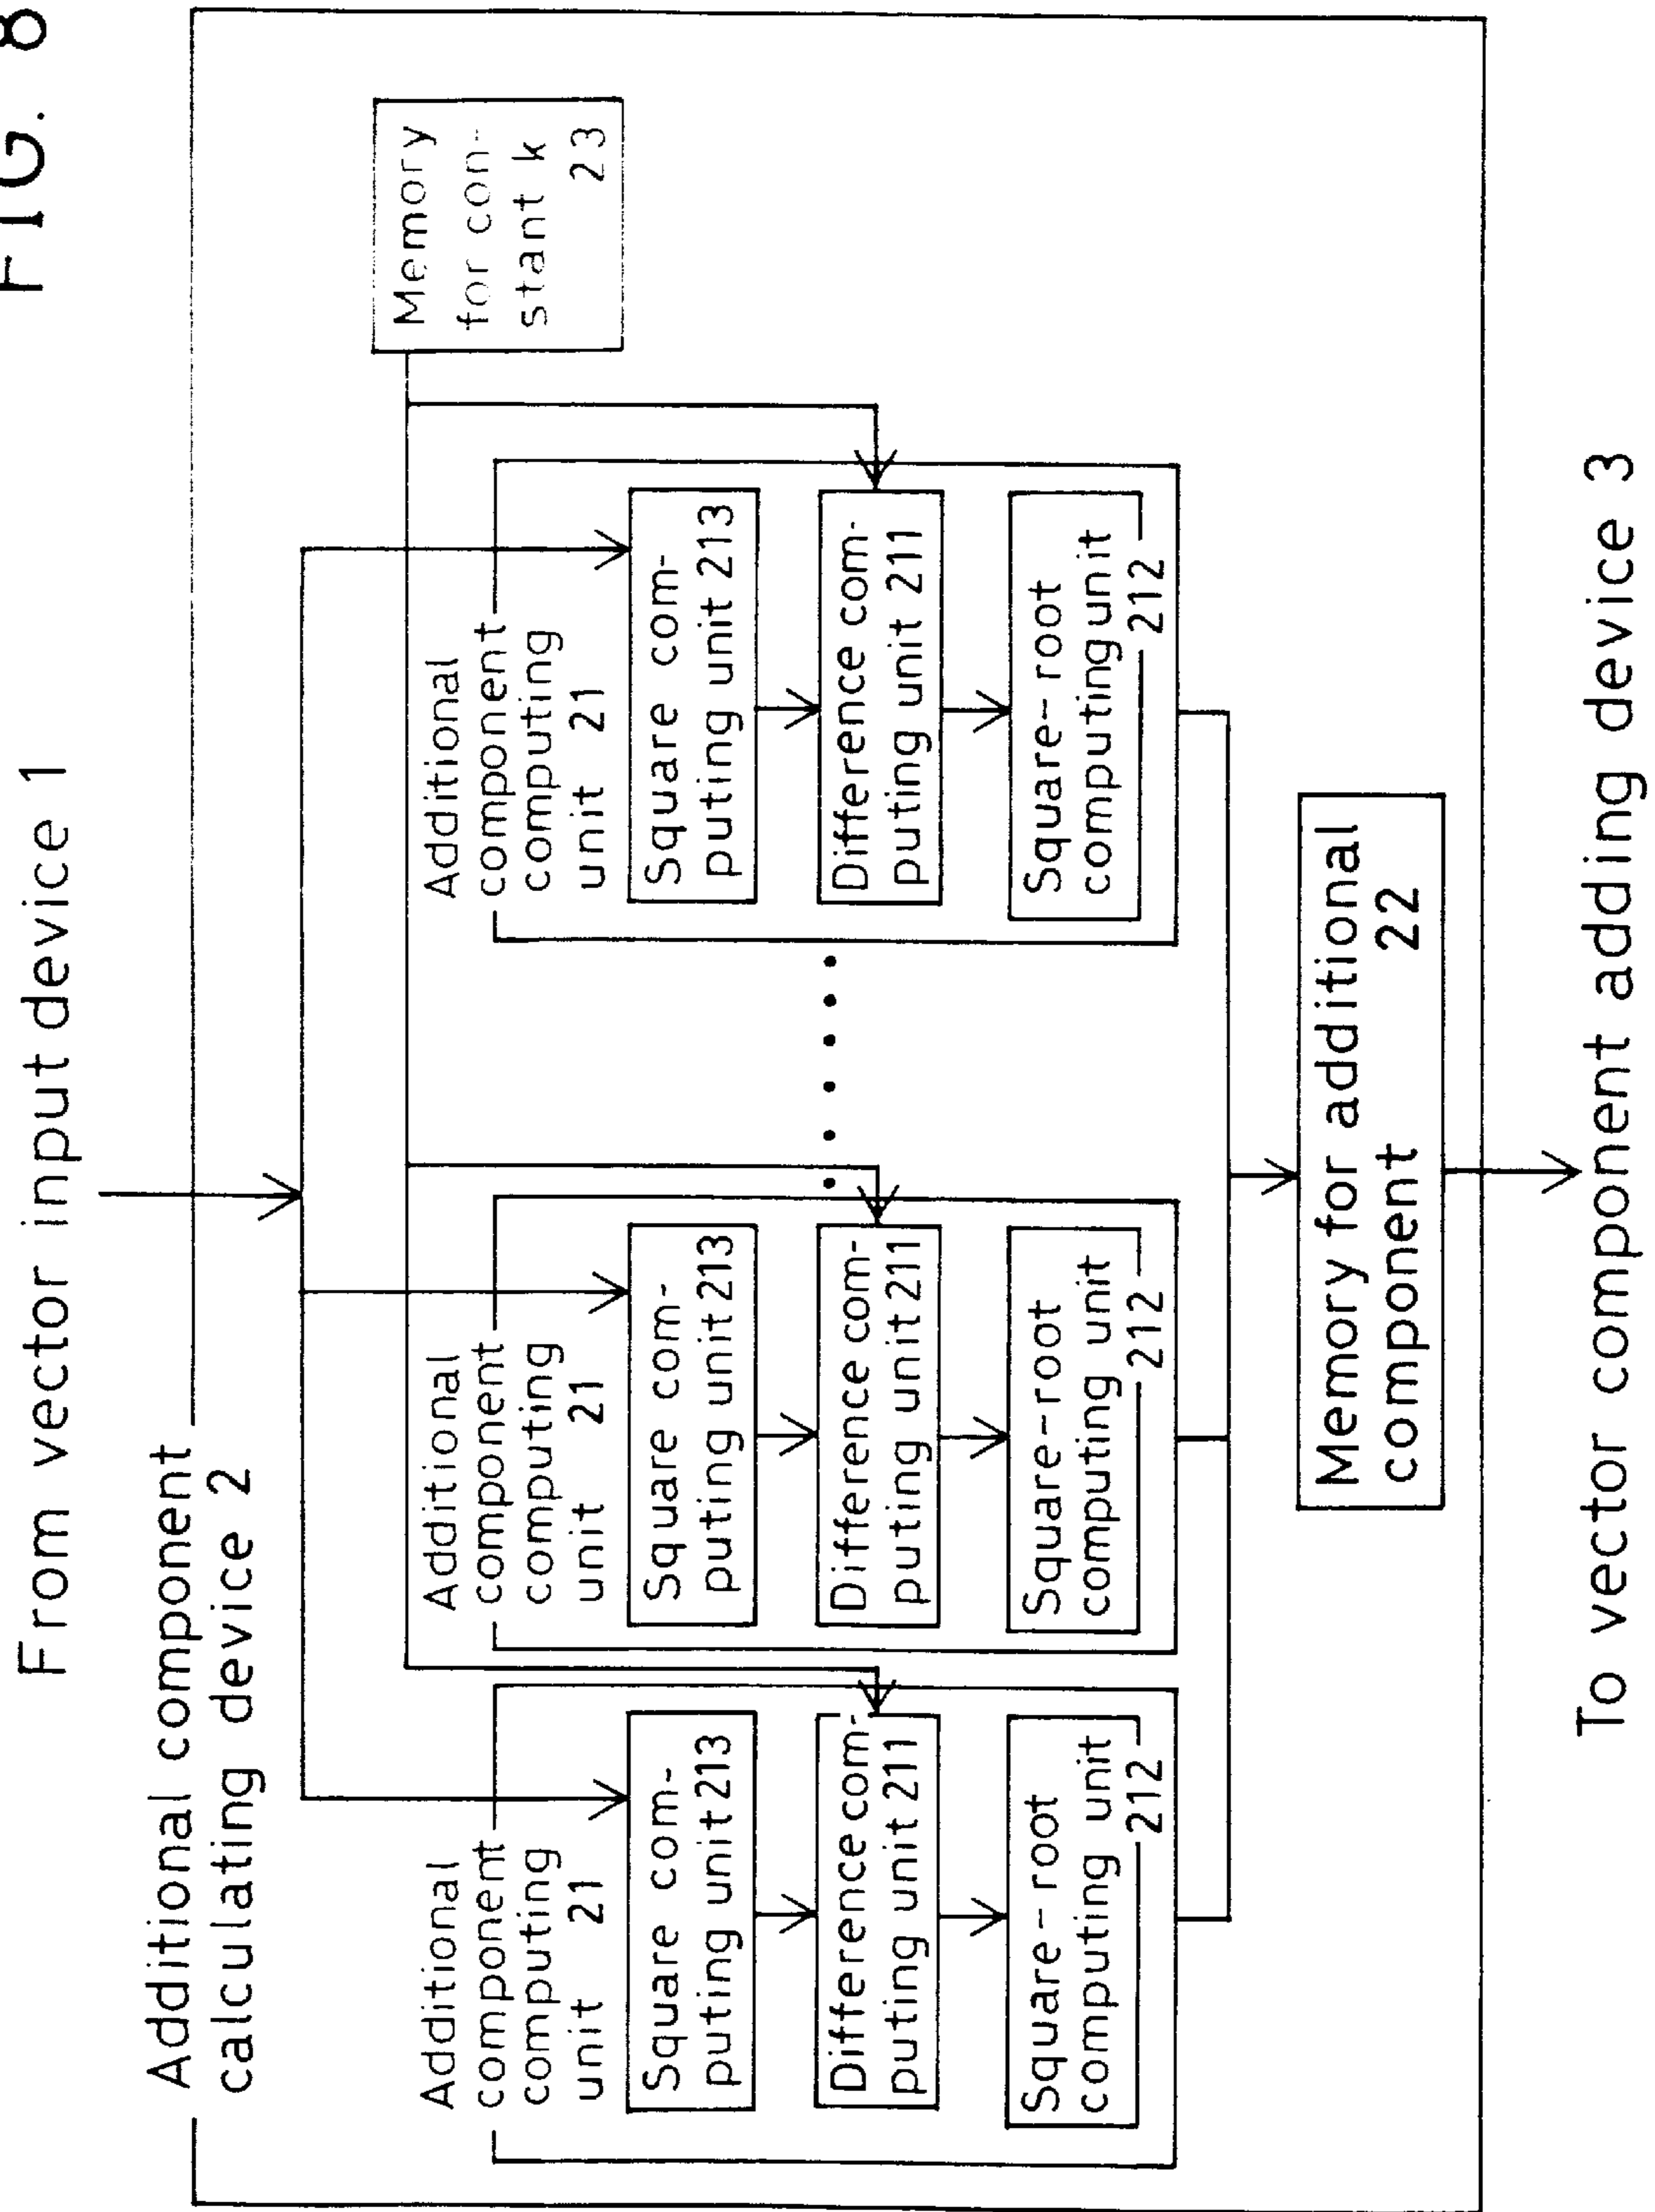 FIG. 8
From vector input device 1
Additional component
calculating device 2
Memory
for con-
stant k
23
Additional
component
computing
unit 21
Square com-
puting unit 213
Difference com-
puting unit 211
Square-root
computing unit
212
Additional
component
computing
unit 21
Square com-
puting unit 213
Difference com-
puting unit 211
Square-root
computing unit
212
Additional
component
computing
unit 21
Square com-
puting unit 213
Difference com-
puting unit 211
Square-root
computing unit
212
Memory for additional
component 22
To vector component adding device 3